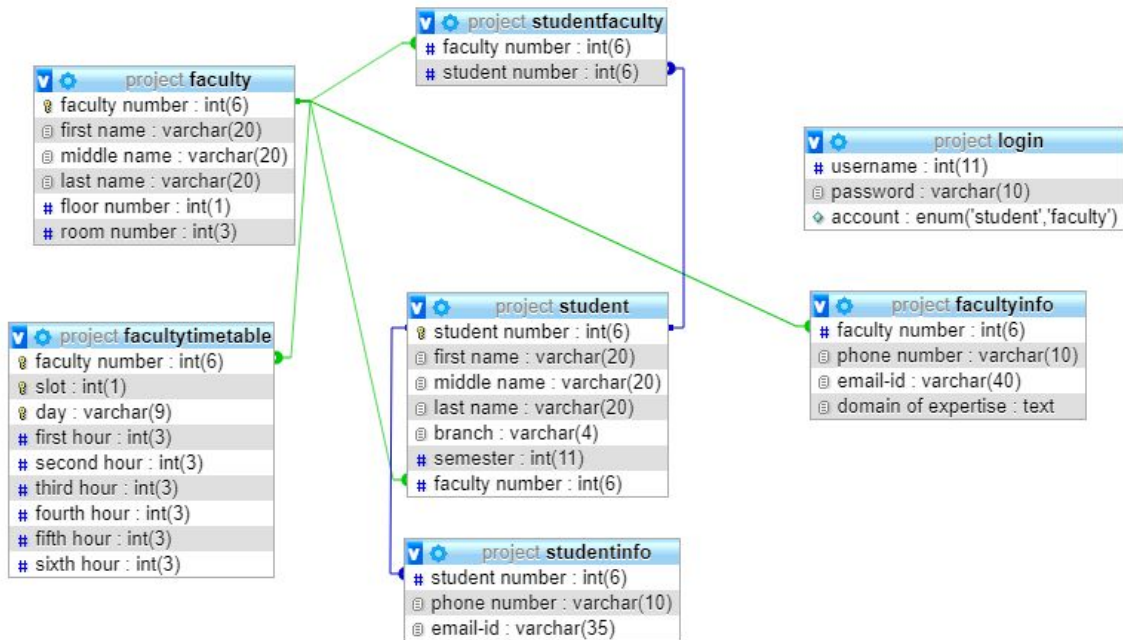 project studentfaculty
faculty number : int(6)
student number : int(6)
project faculty
faculty number : int(6)
first name : varchar(20)
middle name : varchar(20)
last name : varchar(20)
floor number : int(1)
room number : int(3)
project login
username : int(11)
password : varchar(10)
account : enum('student','faculty')
project facultytimetable
faculty number : int(6)
slot : int(1)
day : varchar(9)
first hour : int(3)
second hour : int(3)
third hour : int(3)
fourth hour : int(3)
fifth hour : int(3)
sixth hour : int(3)
project student
student number : int(6)
first name : varchar(20)
middle name : varchar(20)
last name : varchar(20)
branch : varchar(4)
semester : int(11)
faculty number : int(6)
project facultyinfo
faculty number : int(6)
phone number : varchar(10)
email-id : varchar(40)
domain of expertise : text
project studentinfo
student number : int(6)
phone number : varchar(10)
email-id : varchar(35)